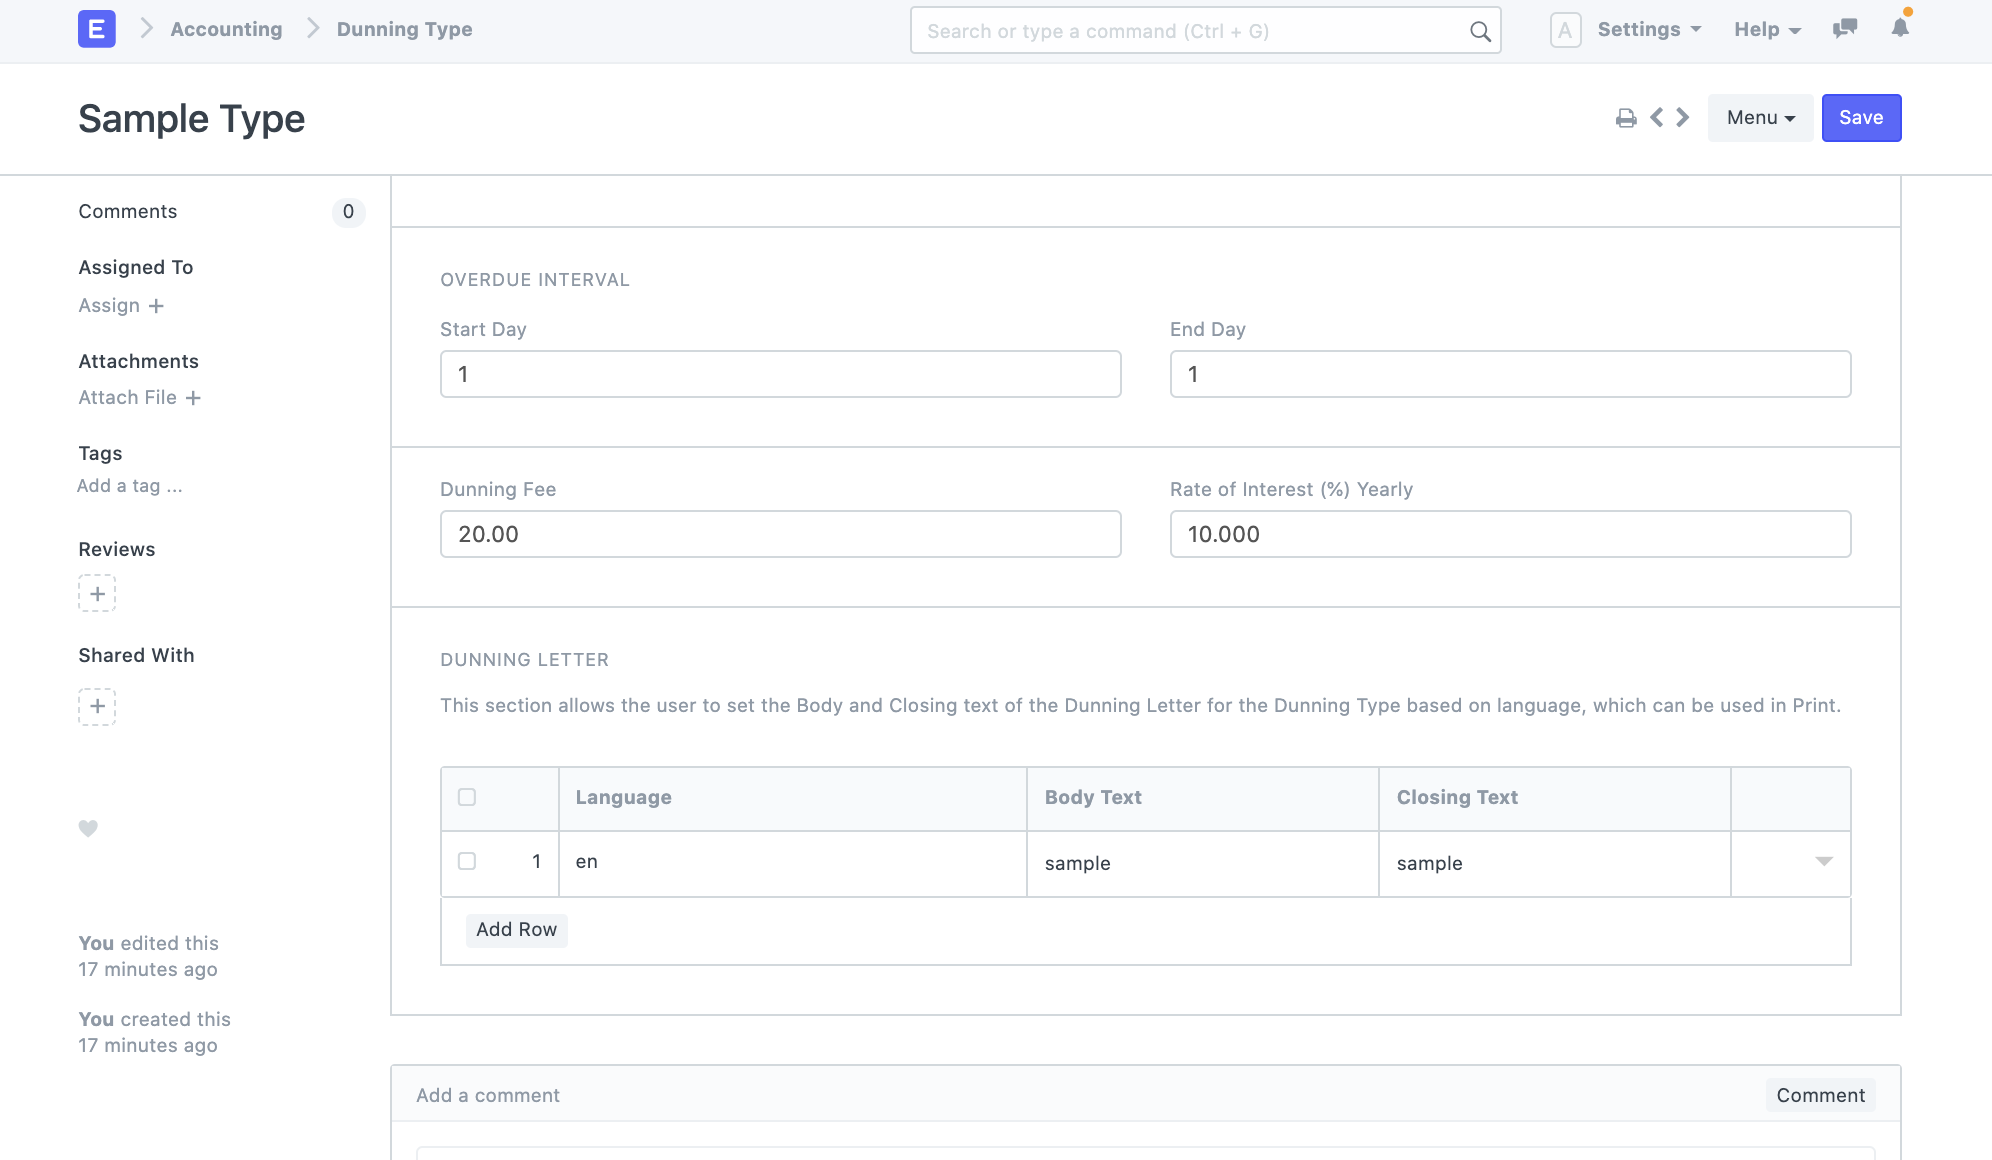 E Accounting Dunning Type Search or type a command (Ctrl + G) A Settings Help
Sample Type Menu Save
Comments 0
Assigned To
Assign +
Attachments
Attach File +
Tags
Add a tag ...
Reviews
+
Shared With
+
You edited this
17 minutes ago
You created this
17 minutes ago
OVERDUE INTERVAL
Start Day End Day
1 1
Dunning Fee Rate of Interest (%) Yearly
20.00 10.000
DUNNING LETTER
This section allows the user to set the Body and Closing text of the Dunning Letter for the Dunning Type based on language, which can be used in Print.
Language Body Text Closing Text
1 en sample sample
Add Row
Add a comment Comment